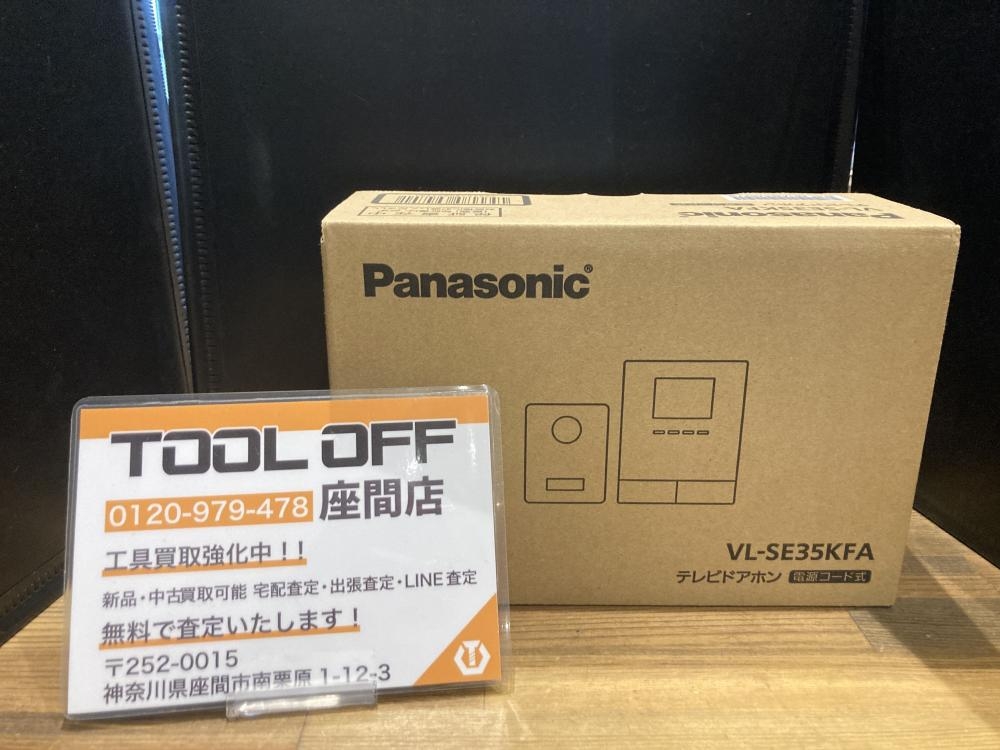 Panasonic
Panasonic®
VL-SE35KFA
テレビドアホン 電源コード式
TOOL OFF
0120-979-478 座間店
工具買取強化中!!
新品・中古買取可能 宅配査定・出張査定・LINE査定
無料で査定いたします!
〒252-0015
神奈川県座間市南栗原 1-12-3